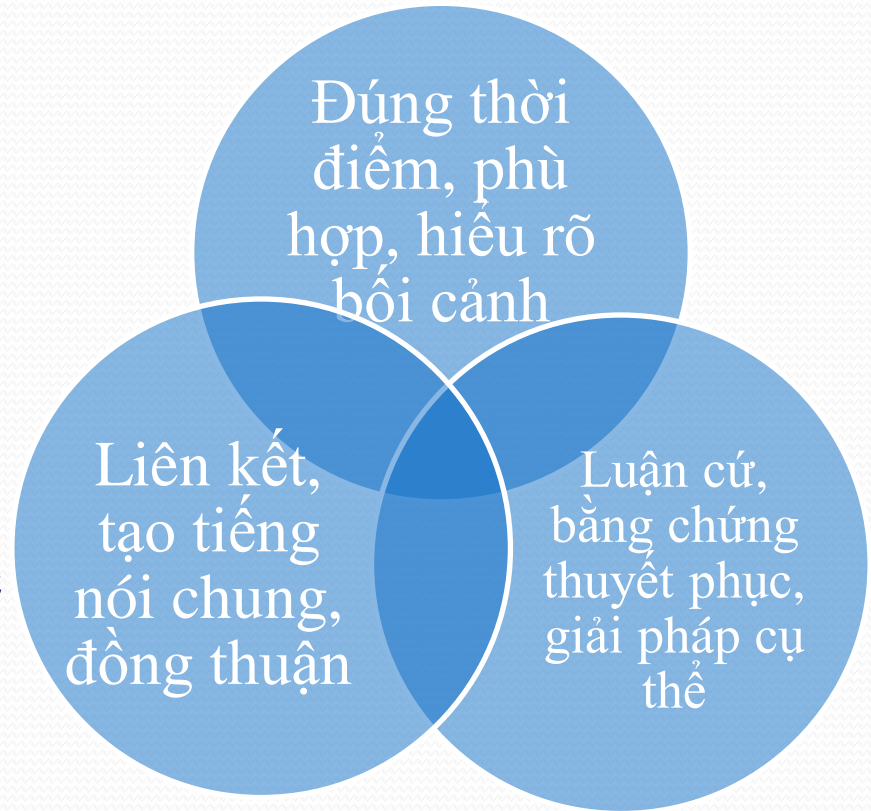 Đúng thời
điểm, phù
hợp, hiểu rõ
bối cảnh
Liên kết,
tạo tiếng
nói chung,
đồng thuận
Luận cứ,
bằng chứng
thuyết phục,
giải pháp cụ
thể